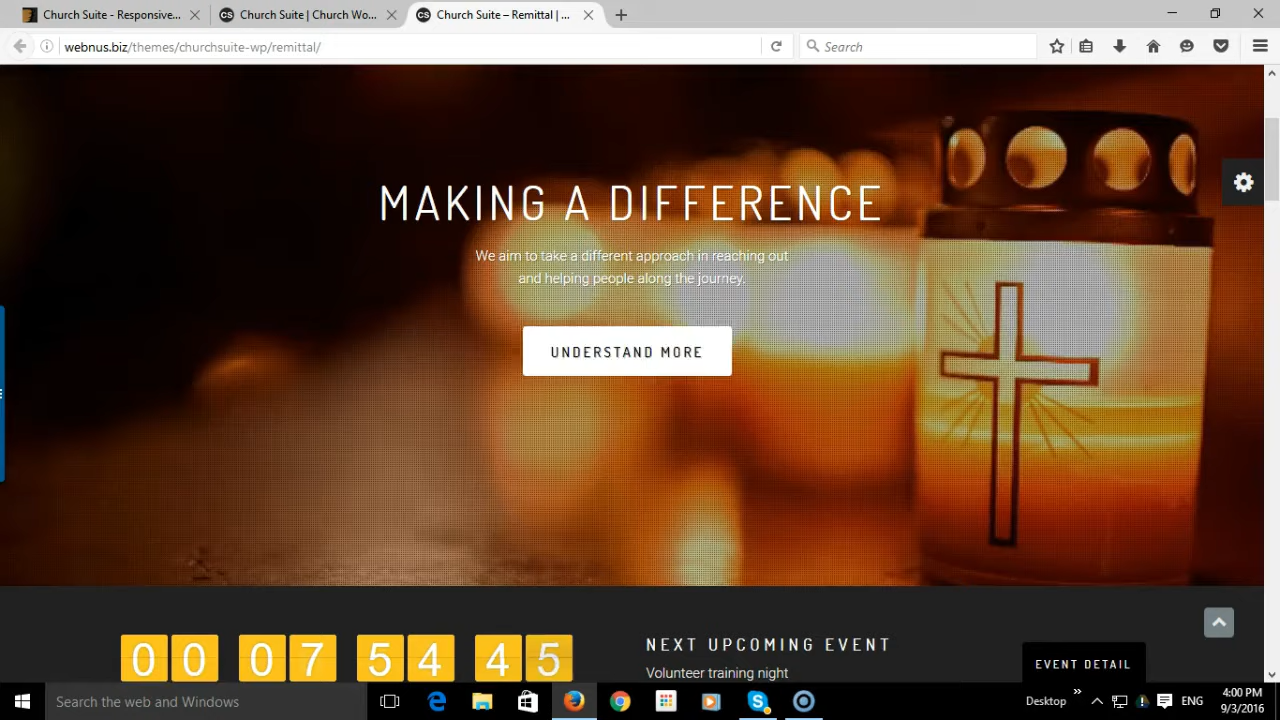 Church Suite - Responsive...
Church Suite | Church Wo...
Church Suite – Remittal | ...
webnus.biz/themes/churchsuite-wp/remittal/
Search
MAKING A DIFFERENCE
We aim to take a different approach in reaching out
and helping people along the journey.
UNDERSTAND MORE
00 07 54 45
NEXT UPCOMING EVENT
Volunteer training night
EVENT DETAIL
Search the web and Windows
Desktop
ENG
4:00 PM
9/3/2016